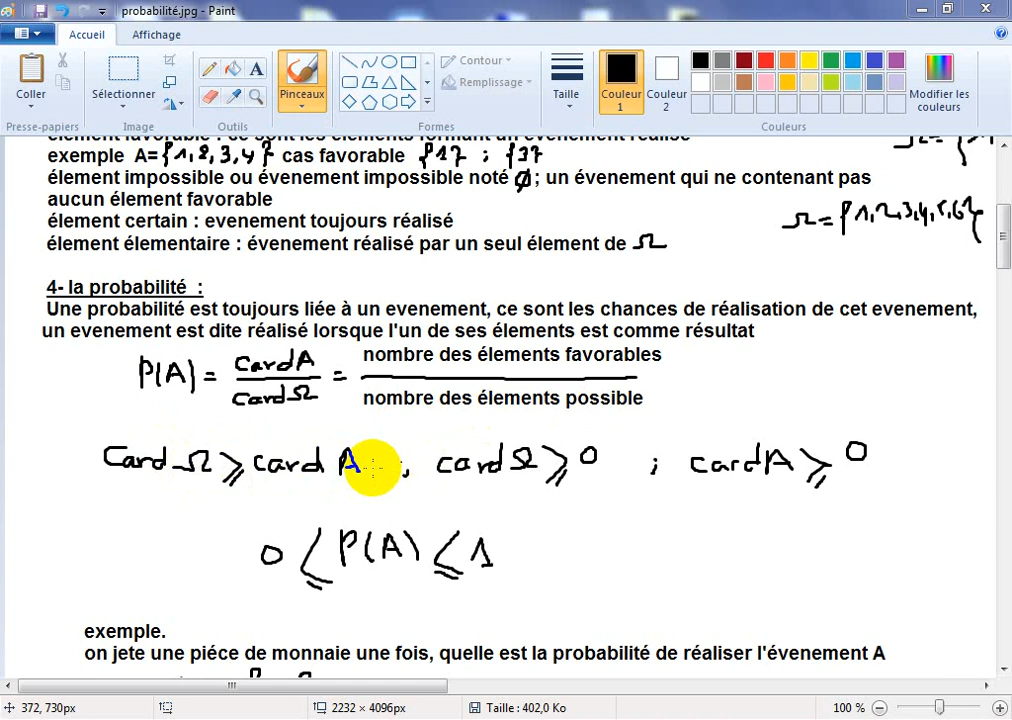 probabilité.jpg - Paint
Accueil Affichage
Coller
Sélectionner
Contour
Remplissage
Pinceaux
Taille
Couleur 1
Couleur 2
Modifier les couleurs
Presse-papiers Image Outils Formes Couleurs
exemple A={1,2,3,4} cas favorable {1} ; {3}
élement impossible ou évenement impossible noté ∅; un évenement qui ne contenant pas
aucun élement favorable
Ω={1,2,3,4,5,6}
élement certain : evenement toujours réalisé
élement élementaire : évenement réalisé par un seul élement de Ω
4- la probabilité :
Une probabilité est toujours liée à un evenement, ce sont les chances de réalisation de cet evenement,
un evenement est dite réalisé lorsque l'un de ses élements est comme résultat
P(A) = cardA / cardΩ = nombre des élements favorables / nombre des élements possible
Card Ω ⩾ card A ; cardΩ ⩾ 0 ; cardA ⩾ 0
0 ⩽ P(A) ⩽ 1
exemple.
on jete une piéce de monnaie une fois, quelle est la probabilité de réaliser l'évenement A
372, 730px 2232 × 4096px Taille : 402,0 Ko 100 %